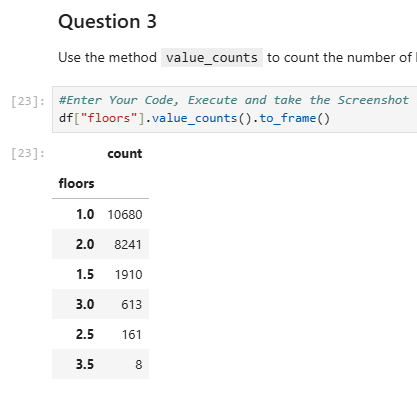 Question 3
Use the method value_counts to count the number of
[23]: #Enter Your Code, Execute and take the Screenshot
df["floors"].value_counts().to_frame()
[23]: count
floors
1.0 10680
2.0 8241
1.5 1910
3.0 613
2.5 161
3.5 8